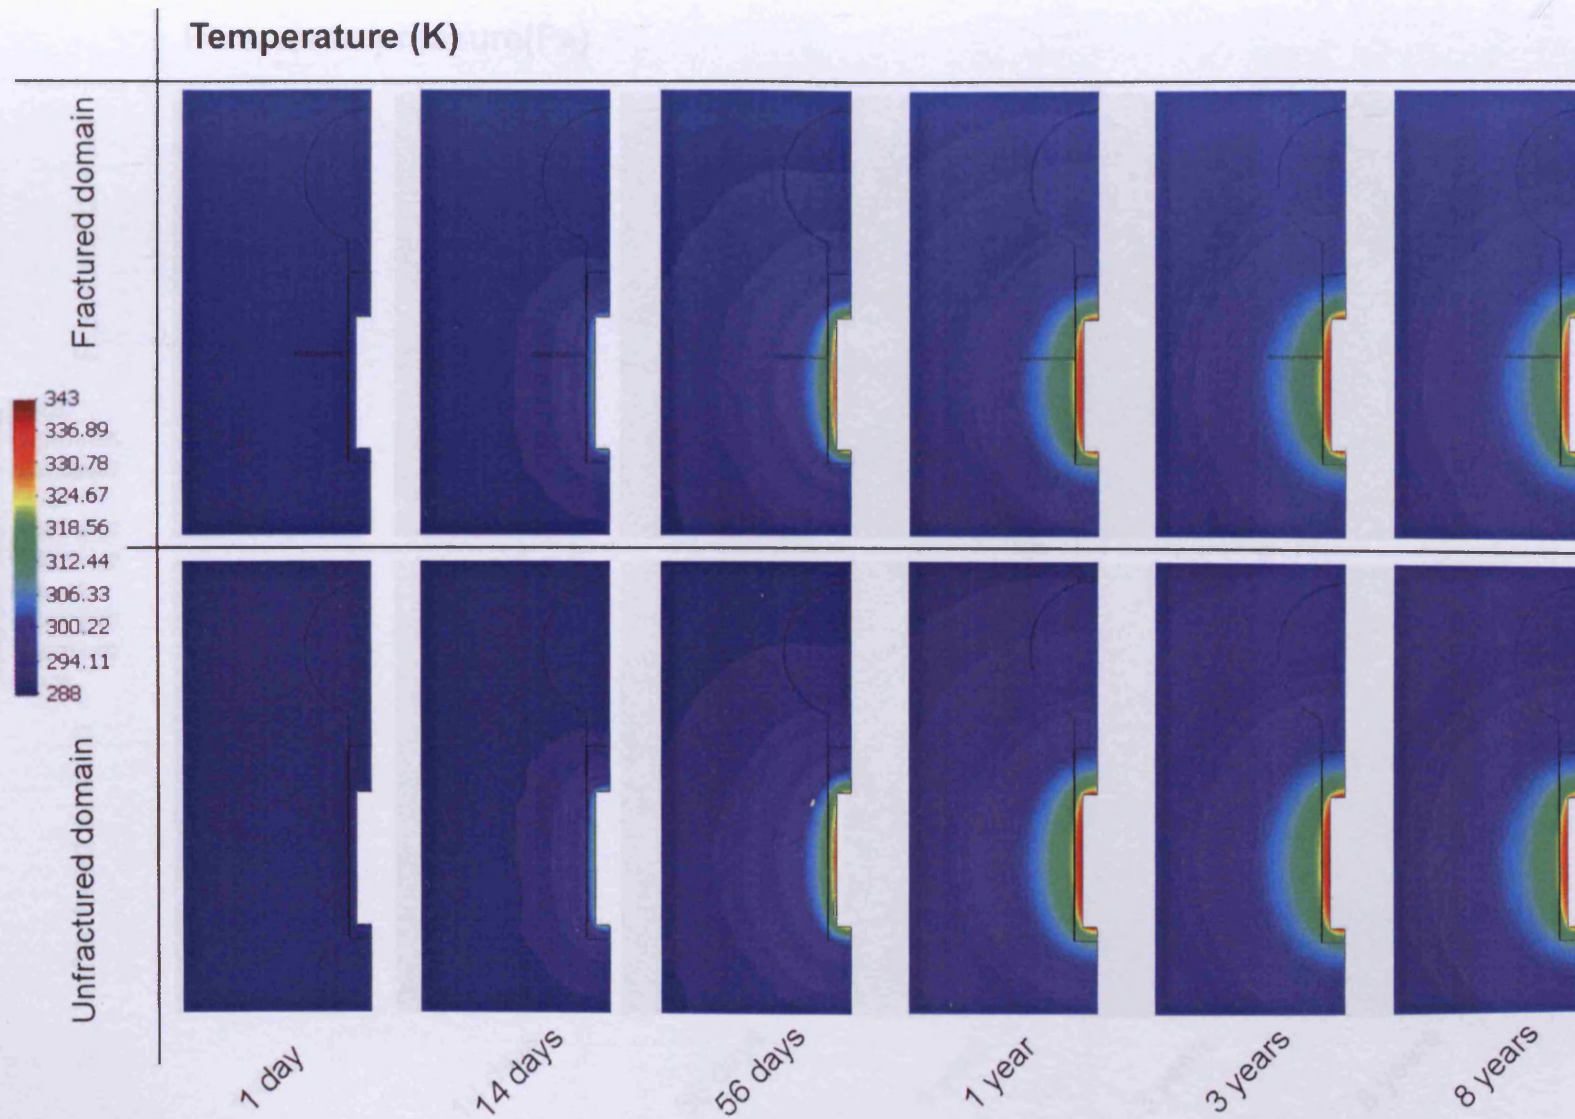 Temperature (K)
Fractured domain
343
336.89
330.78
324.67
318.56
312.44
306.33
300.22
294.11
288
Unfractured domain
1 day
14 days
56 days
1 year
3 years
8 years